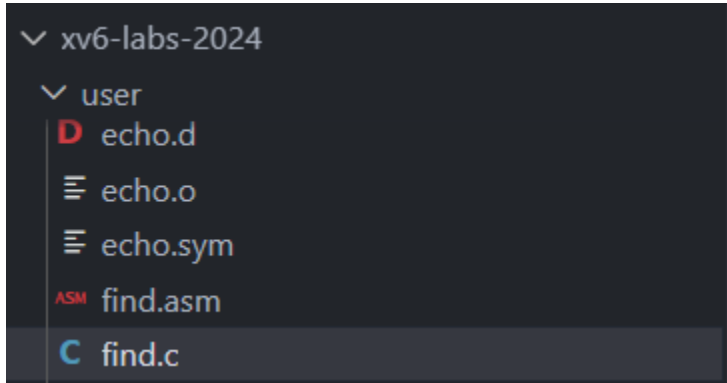 xv6-labs-2024
user
D echo.d
echo.o
echo.sym
ASM find.asm
C find.c